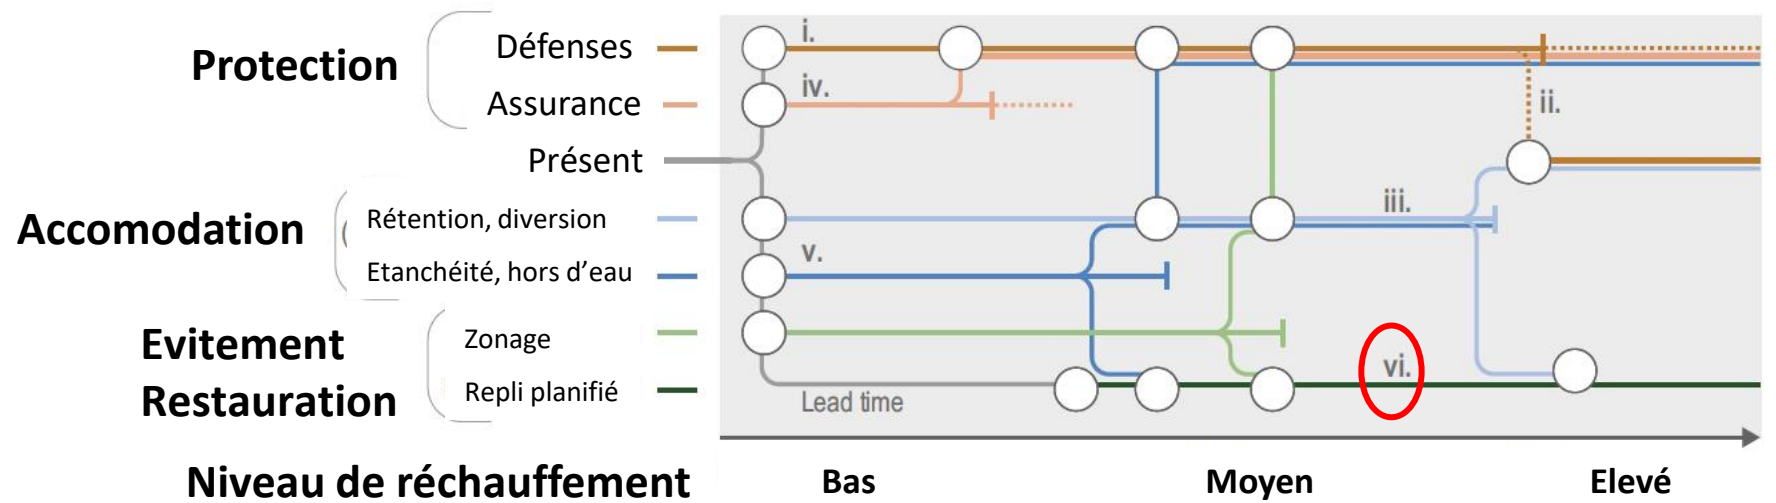 Protection
Défenses
i.
Assurance
iv.
ii.
Présent
Accomodation
Rétention, diversion
iii.
Etanchéité, hors d’eau
v.
Evitement
Zonage
Restauration
Repli planifié
vi.
Lead time
Niveau de réchauffement
Bas
Moyen
Elevé